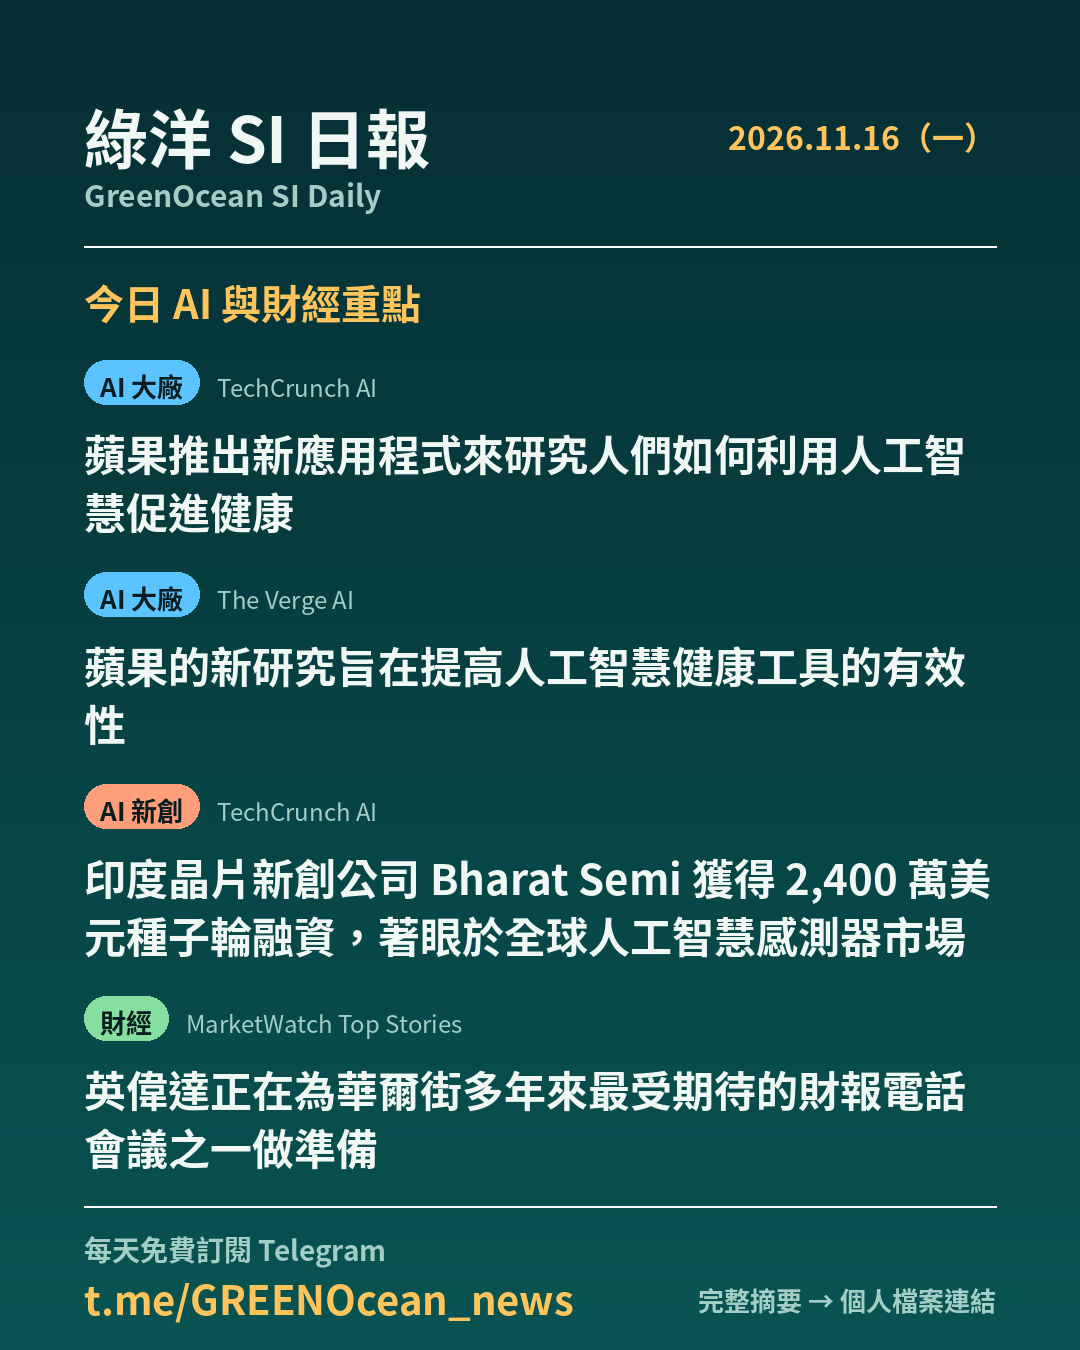 綠洋 SI 日報
2026.11.16（一）
GreenOcean SI Daily
今日 AI 與財經重點
AI 大廠 TechCrunch AI
蘋果推出新應用程式來研究人們如何利用人工智
慧促進健康
AI 大廠 The Verge AI
蘋果的新研究旨在提高人工智慧健康工具的有效
性
AI 新創 TechCrunch AI
印度晶片新創公司 Bharat Semi 獲得 2,400 萬美
元種子輪融資，著眼於全球人工智慧感測器市場
財經 MarketWatch Top Stories
英偉達正在為華爾街多年來最受期待的財報電話
會議之一做準備
每天免費訂閱 Telegram
t.me/GREENOcean_news
完整摘要 → 個人檔案連結